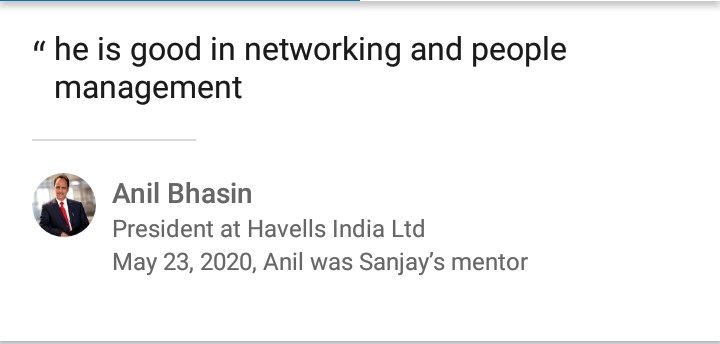 “ he is good in networking and people
management
Anil Bhasin
President at Havells India Ltd
May 23, 2020, Anil was Sanjay’s mentor